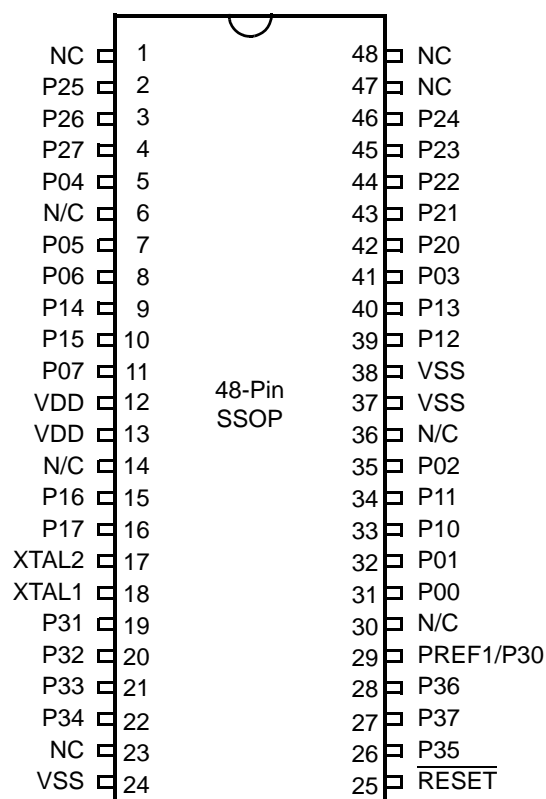 NC 1 48 NC
P25 2 47 NC
P26 3 46 P24
P27 4 45 P23
P04 5 44 P22
N/C 6 43 P21
P05 7 42 P20
P06 8 41 P03
P14 9 40 P13
P15 10 39 P12
P07 11 38 VSS
VDD 12 37 VSS
VDD 13 36 N/C
N/C 14 35 P02
P16 15 34 P11
P17 16 33 P10
XTAL2 17 32 P01
XTAL1 18 31 P00
P31 19 30 N/C
P32 20 29 PREF1/P30
P33 21 28 P36
P34 22 27 P37
NC 23 26 P35
VSS 24 25 RESET
48-Pin
SSOP